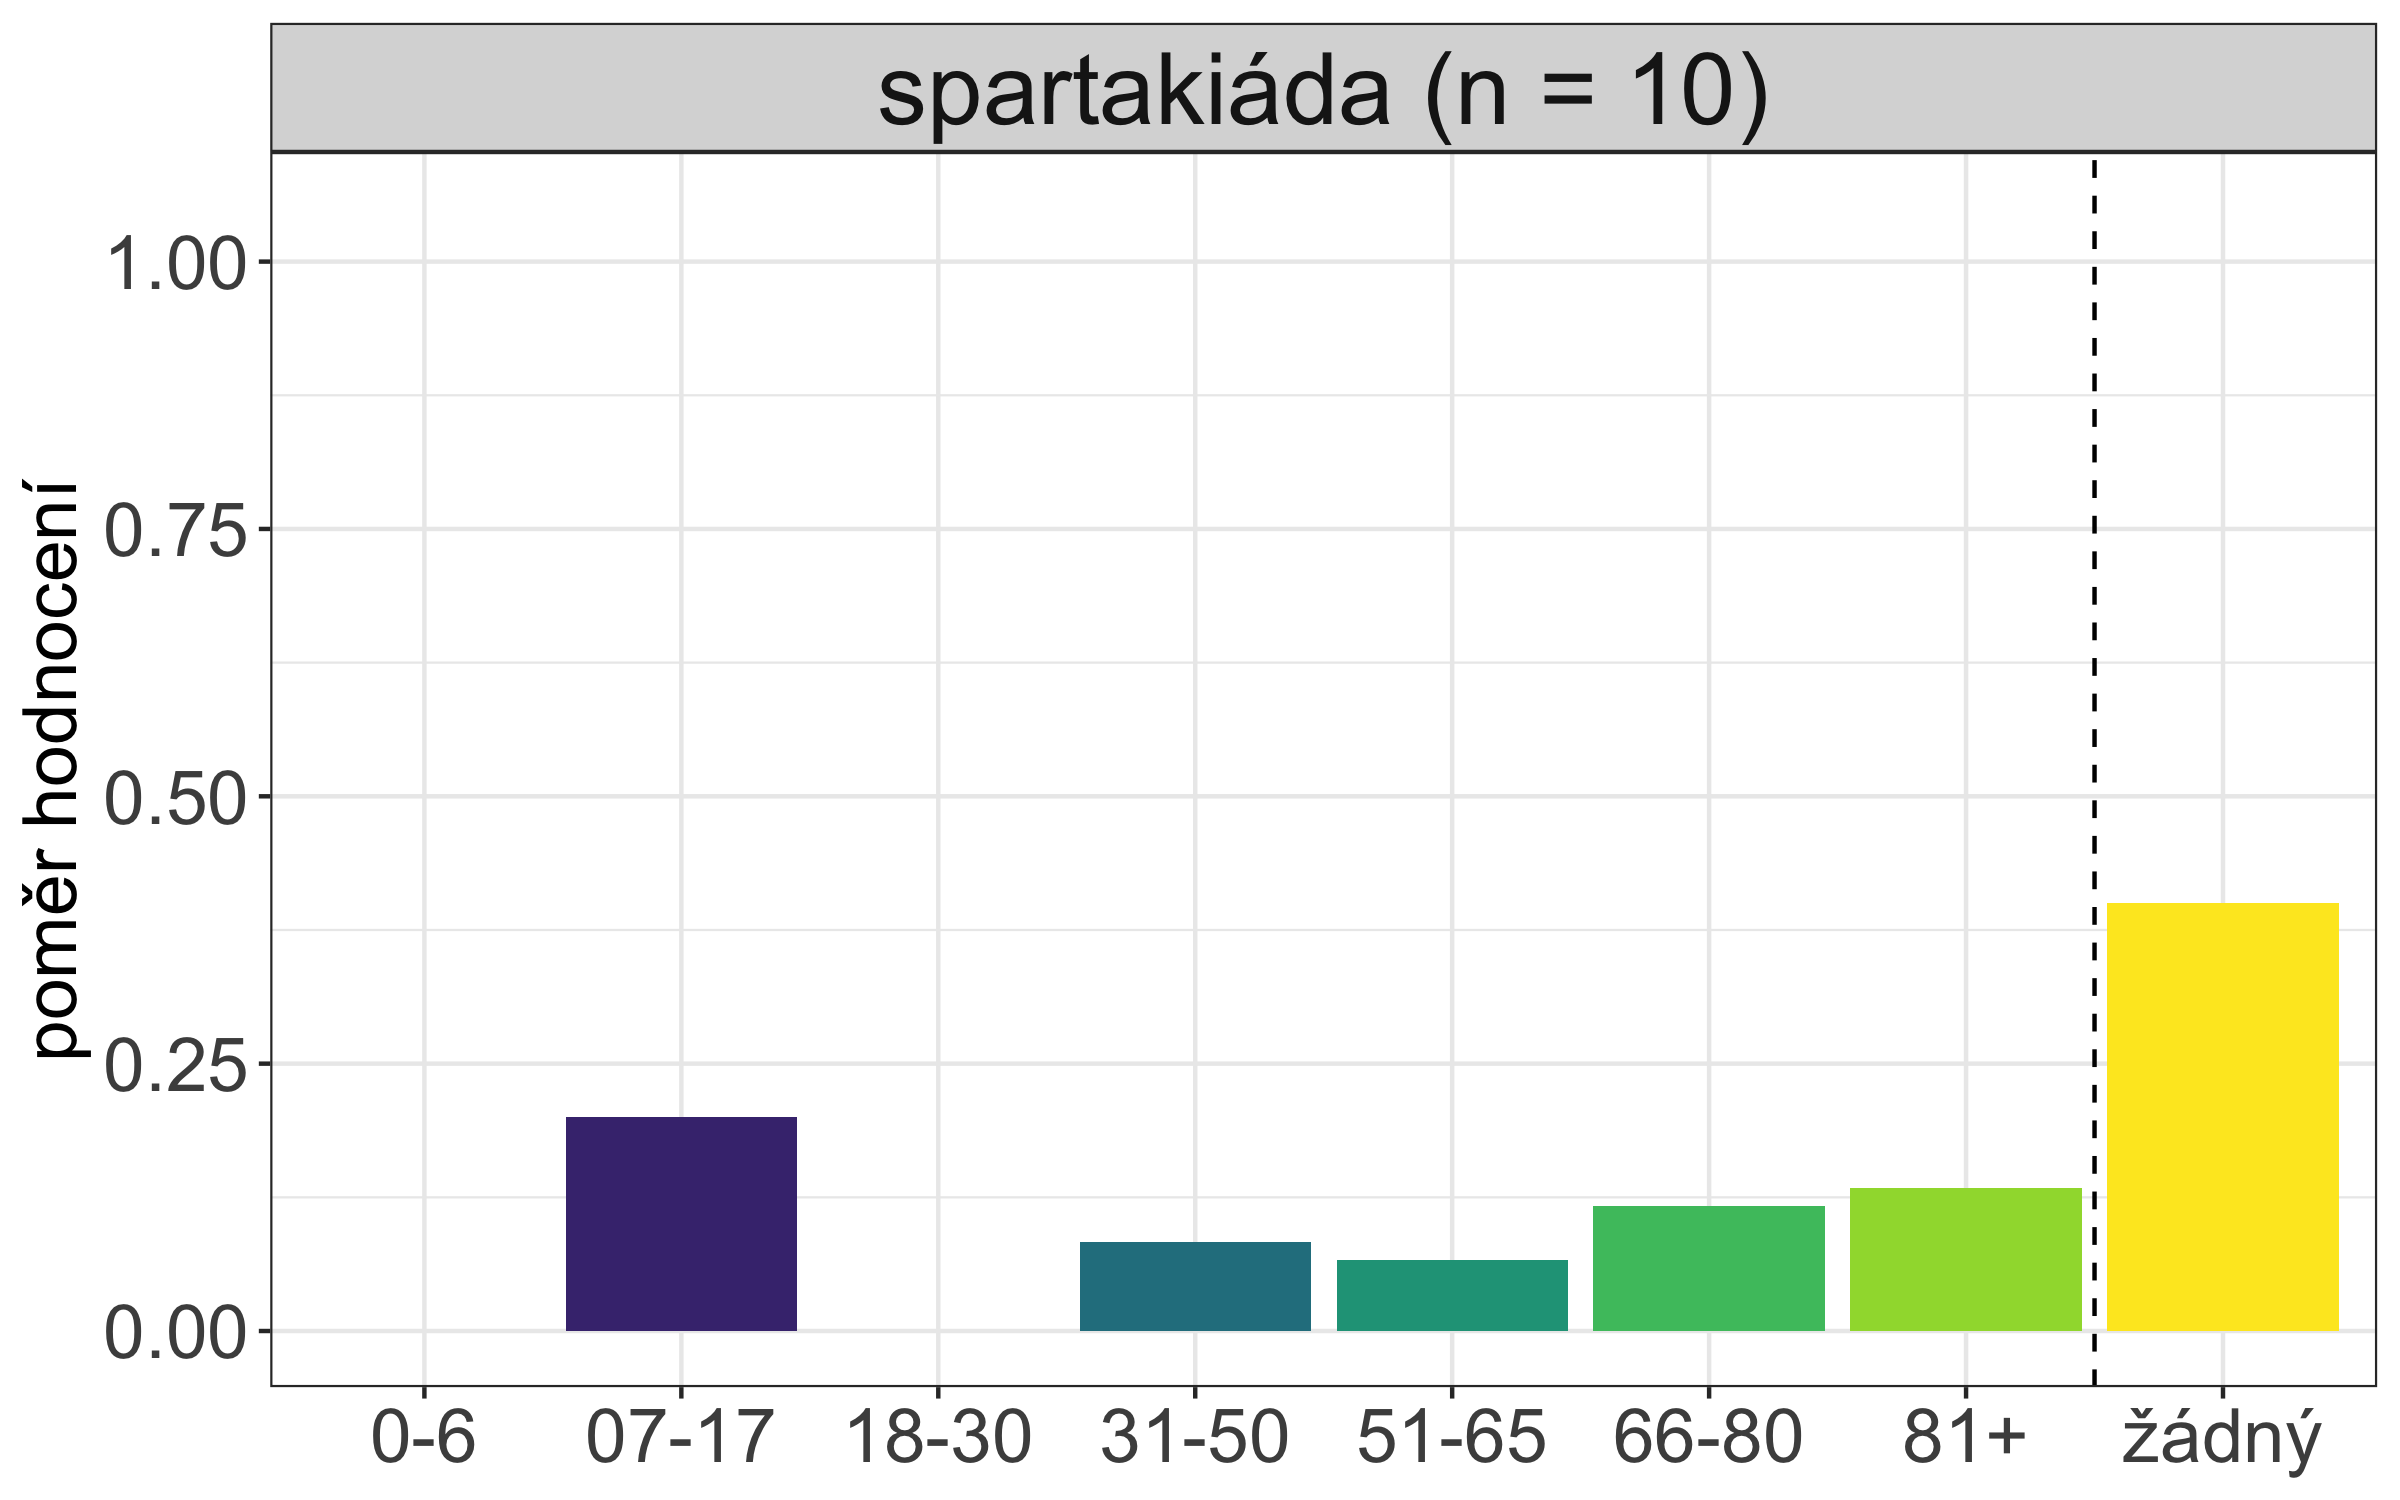 spartakiáda (n = 10)
poměr hodnocení
1.00
0.75
0.50
0.25
0.00
0-6 07-17 18-30 31-50 51-65 66-80 81+ žádný